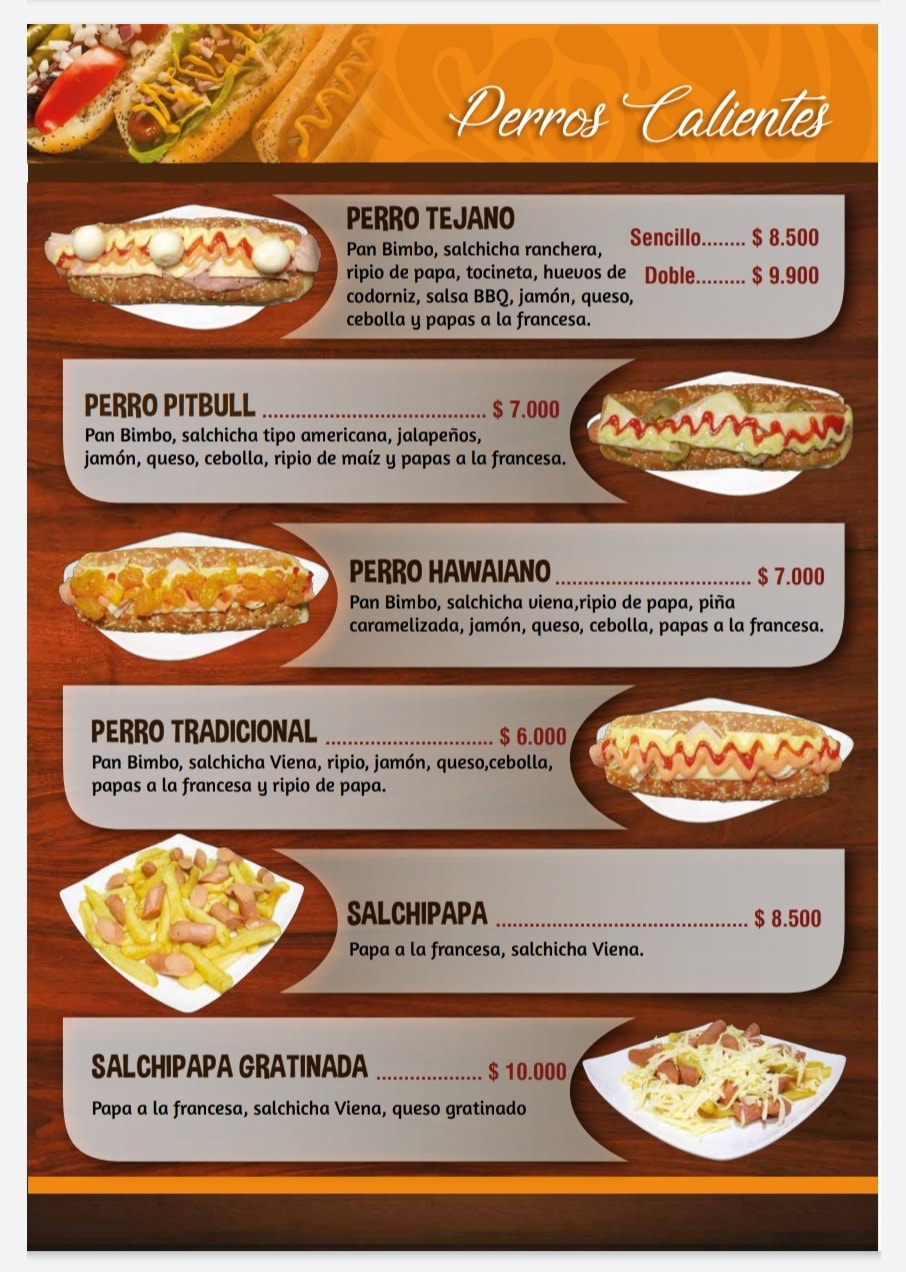 Perros Calientes
PERRO TEJANO
Pan Bimbo, salchicha ranchera,
ripio de papa, tocineta, huevos de
codorniz, salsa BBQ, jamón, queso,
cebolla y papas a la francesa.
Sencillo........ $ 8.500
Doble......... $ 9.900
PERRO PITBULL ............................................... $ 7.000
Pan Bimbo, salchicha tipo americana, jalapeños,
jamón, queso, cebolla, ripio de maíz y papas a la francesa.
PERRO HAWAIANO ......................................... $ 7.000
Pan Bimbo, salchicha viena,ripio de papa, piña
caramelizada, jamón, queso, cebolla, papas a la francesa.
PERRO TRADICIONAL ................................... $ 6.000
Pan Bimbo, salchicha Viena, ripio, jamón, queso,cebolla,
papas a la francesa y ripio de papa.
SALCHIPAPA ..................................................... $ 8.500
Papa a la francesa, salchicha Viena.
SALCHIPAPA GRATINADA ...................... $ 10.000
Papa a la francesa, salchicha Viena, queso gratinado